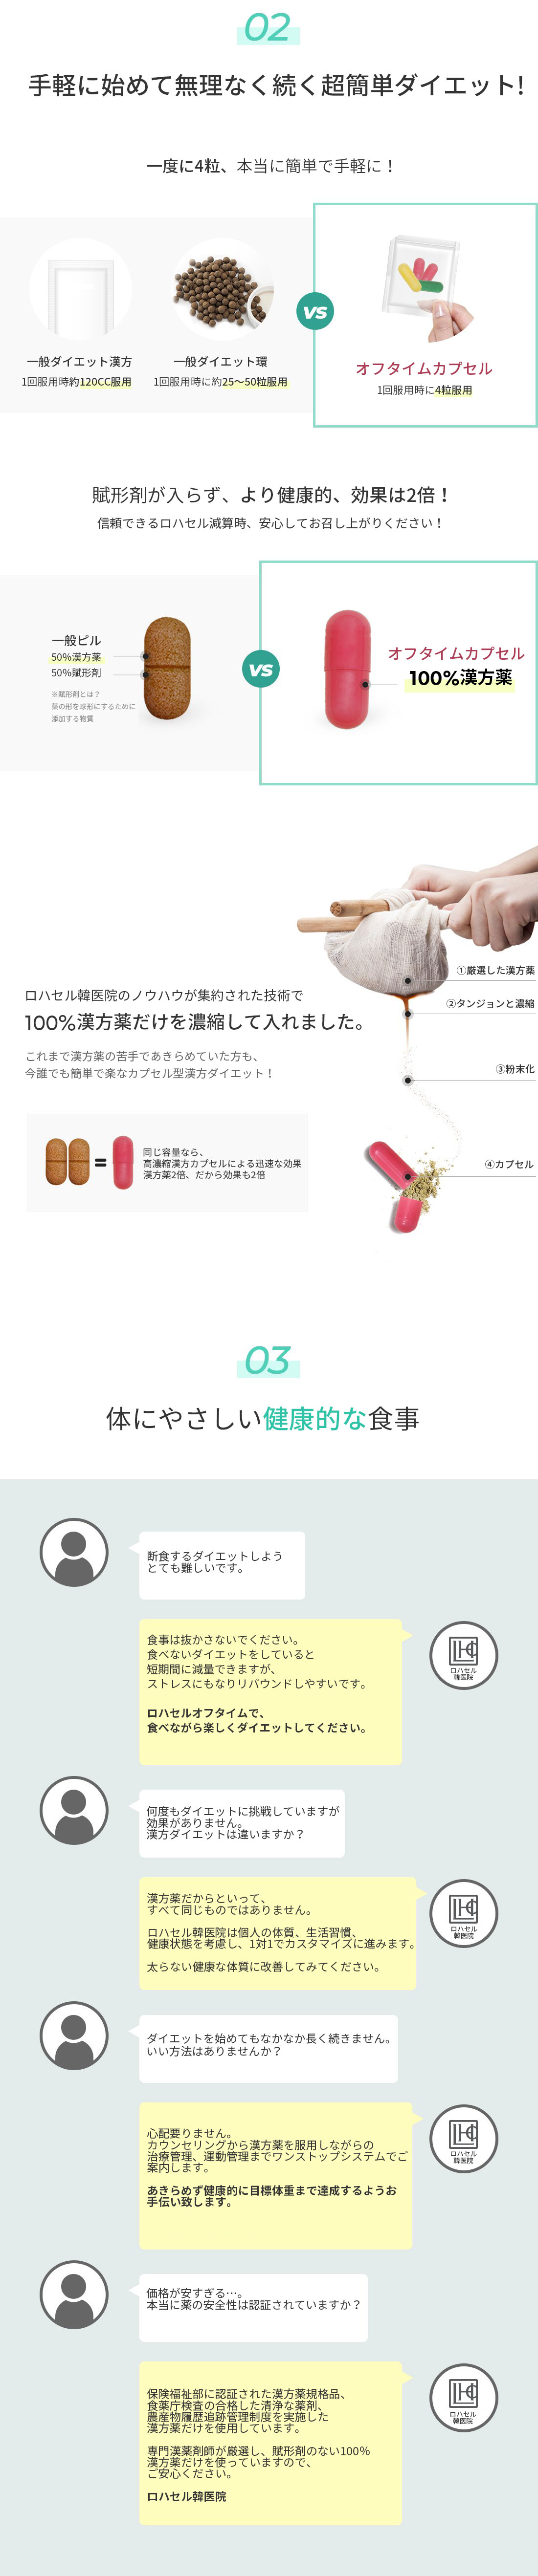 02
手軽に始めて無理なく続く超簡単ダイエット!
一度に4粒、本当に簡単で手軽に！
一般ダイエット漢方
1回服用時約120CC服用
一般ダイエット環
1回服用時に約25〜50粒服用
vs
オフタイムカプセル
1回服用時に4粒服用
賦形剤が入らず、より健康的、効果は2倍！
信頼できるロハセル減算時、安心してお召し上がりください！
一般ピル
50%漢方薬
50%賦形剤
※賦形剤とは？
薬の形を球形にするために
添加する物質
vs
オフタイムカプセル
100%漢方薬
①厳選した漢方薬
②タンジョンと濃縮
③粉末化
④カプセル
ロハセル韓医院のノウハウが集約された技術で
100%漢方薬だけを濃縮して入れました。
これまで漢方薬の苦手であきらめていた方も、
今誰でも簡単で楽なカプセル型漢方ダイエット！
=
同じ容量なら、
高濃縮漢方カプセルによる迅速な効果
漢方薬2倍、だから効果も2倍
03
体にやさしい健康的な食事
断食するダイエットしよう
とても難しいです。
食事は抜かさないでください。
食べないダイエットをしていると
短期間に減量できますが、
ストレスにもなりリバウンドしやすいです。
ロハセルオフタイムで、
食べながら楽しくダイエットしてください。
ロハセル
韓医院
何度もダイエットに挑戦していますが
効果がありません。
漢方ダイエットは違いますか？
漢方薬だからといって、
すべて同じものではありません。
ロハセル韓医院は個人の体質、生活習慣、
健康状態を考慮し、1対1でカスタマイズに進みます。
太らない健康な体質に改善してみてください。
ロハセル
韓医院
ダイエットを始めてもなかなか長く続きません。
いい方法はありませんか？
心配要りません。
カウンセリングから漢方薬を服用しながらの
治療管理、運動管理までワンストップシステムでご
案内します。
あきらめず健康的に目標体重まで達成するようお
手伝い致します。
ロハセル
韓医院
価格が安すぎる…。
本当に薬の安全性は認証されていますか？
保険福祉部に認証された漢方薬規格品、
食薬庁検査の合格した清浄な薬剤、
農産物履歴追跡管理制度を実施した
漢方薬だけを使用しています。
専門漢薬剤師が厳選し、賦形剤のない100%
漢方薬だけを使っていますので、
ご安心ください。
ロハセル韓医院
ロハセル
韓医院